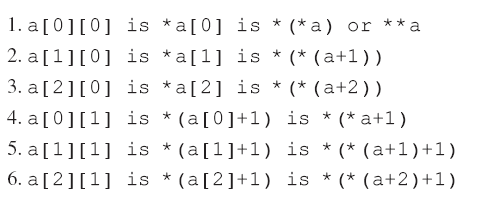 1. a[0][0] is *a[0] is *(*a) or **a
2. a[1][0] is *a[1] is *(*(a+1))
3. a[2][0] is *a[2] is *(*(a+2))
4. a[0][1] is *(a[0]+1) is *(*a+1)
5. a[1][1] is *(a[1]+1) is *(*(a+1)+1)
6. a[2][1] is *(a[2]+1) is *(*(a+2)+1)